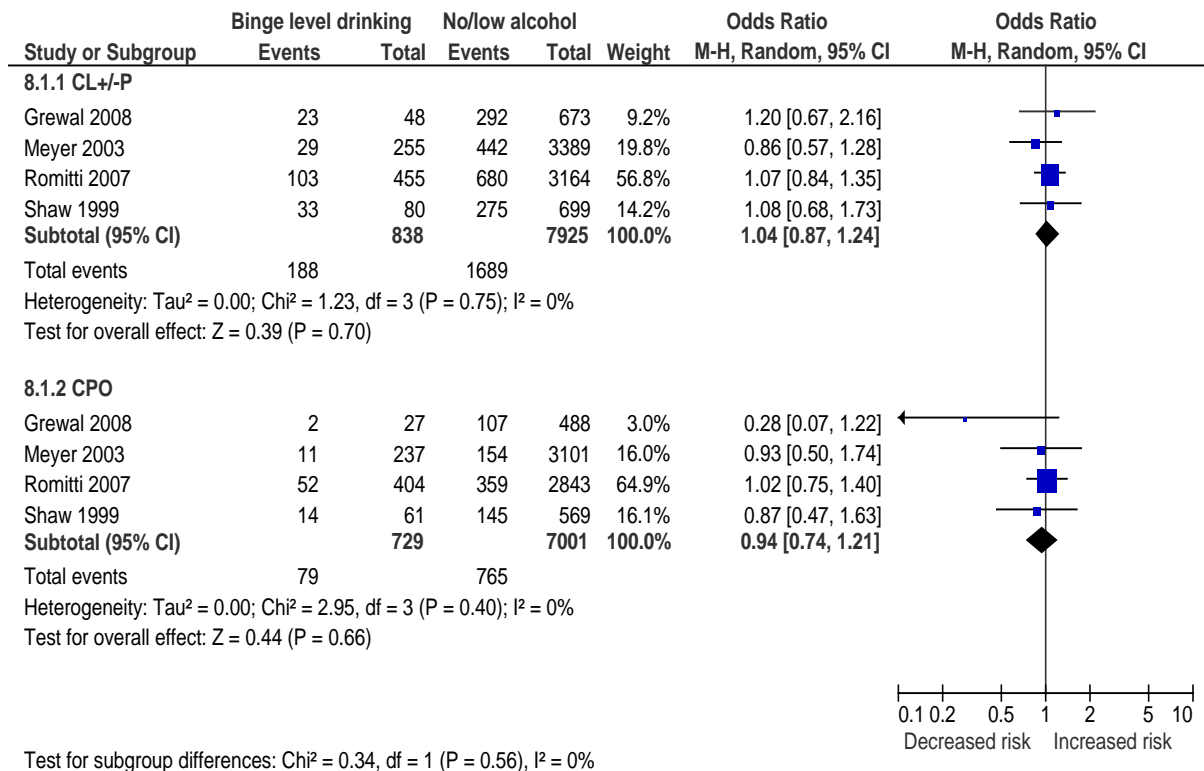 Binge level drinking No/low alcohol Odds Ratio Odds Ratio
Study or Subgroup Events Total Events Total Weight M-H, Random, 95% CI M-H, Random, 95% CI
8.1.1 CL+/-P
Grewal 2008 23 48 292 673 9.2% 1.20 [0.67, 2.16]
Meyer 2003 29 255 442 3389 19.8% 0.86 [0.57, 1.28]
Romitti 2007 103 455 680 3164 56.8% 1.07 [0.84, 1.35]
Shaw 1999 33 80 275 699 14.2% 1.08 [0.68, 1.73]
Subtotal (95% CI) 838 7925 100.0% 1.04 [0.87, 1.24]
Total events 188 1689
Heterogeneity: Tau² = 0.00; Chi² = 1.23, df = 3 (P = 0.75); I² = 0%
Test for overall effect: Z = 0.39 (P = 0.70)
8.1.2 CPO
Grewal 2008 2 27 107 488 3.0% 0.28 [0.07, 1.22]
Meyer 2003 11 237 154 3101 16.0% 0.93 [0.50, 1.74]
Romitti 2007 52 404 359 2843 64.9% 1.02 [0.75, 1.40]
Shaw 1999 14 61 145 569 16.1% 0.87 [0.47, 1.63]
Subtotal (95% CI) 729 7001 100.0% 0.94 [0.74, 1.21]
Total events 79 765
Heterogeneity: Tau² = 0.00; Chi² = 2.95, df = 3 (P = 0.40); I² = 0%
Test for overall effect: Z = 0.44 (P = 0.66)
0.1 0.2 0.5 1 2 5 10
Decreased risk Increased risk
Test for subgroup differences: Chi² = 0.34, df = 1 (P = 0.56), I² = 0%